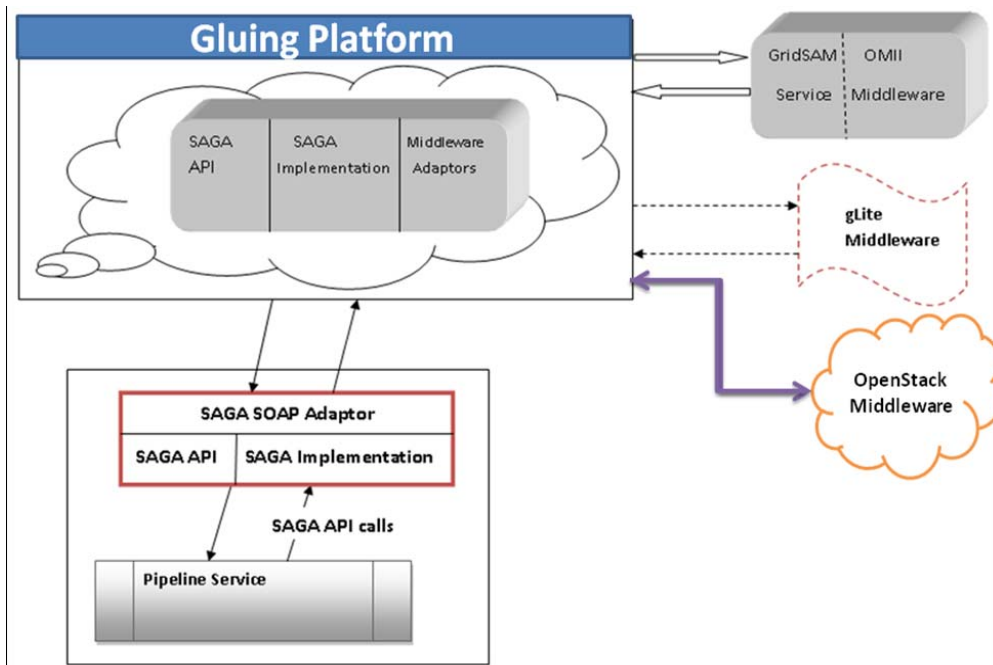 Gluing Platform
SAGA
API
SAGA
Implementation
Middleware
Adaptors
GridSAM
Service
OMII
Middleware
gLite
Middleware
OpenStack
Middleware
SAGA SOAP Adaptor
SAGA API
SAGA Implementation
SAGA API calls
Pipeline Service